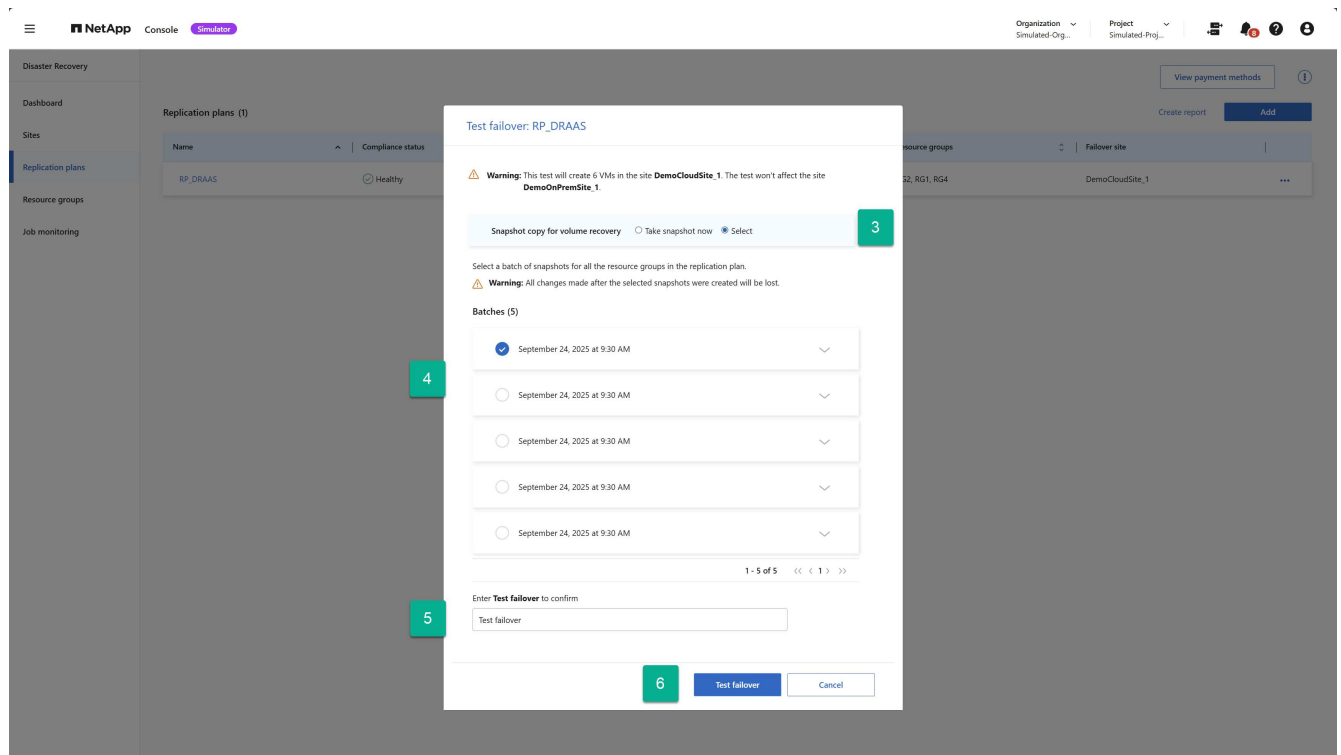 NetApp Console Simulator
Organization
Simulated-Org...
Project
Simulated-Proj...
8
Disaster Recovery
Dashboard
Sites
Replication plans
Resource groups
Job monitoring
View payment methods
Replication plans (1)
Create report
Add
Name
Compliance status
esource groups
Failover site
RP_DRAAS
Healthy
G2, RG1, RG4
DemoCloudSite_1
Test failover: RP_DRAAS
Warning: This test will create 6 VMs in the site DemoCloudSite_1. The test won't affect the site
DemoOnPremSite_1.
Snapshot copy for volume recovery Take snapshot now Select
3
Select a batch of snapshots for all the resource groups in the replication plan.
Warning: All changes made after the selected snapshots were created will be lost.
Batches (5)
September 24, 2025 at 9:30 AM
4
September 24, 2025 at 9:30 AM
September 24, 2025 at 9:30 AM
September 24, 2025 at 9:30 AM
September 24, 2025 at 9:30 AM
1 - 5 of 5 << < 1 > >>
Enter Test failover to confirm
5
Test failover
6
Test failover
Cancel